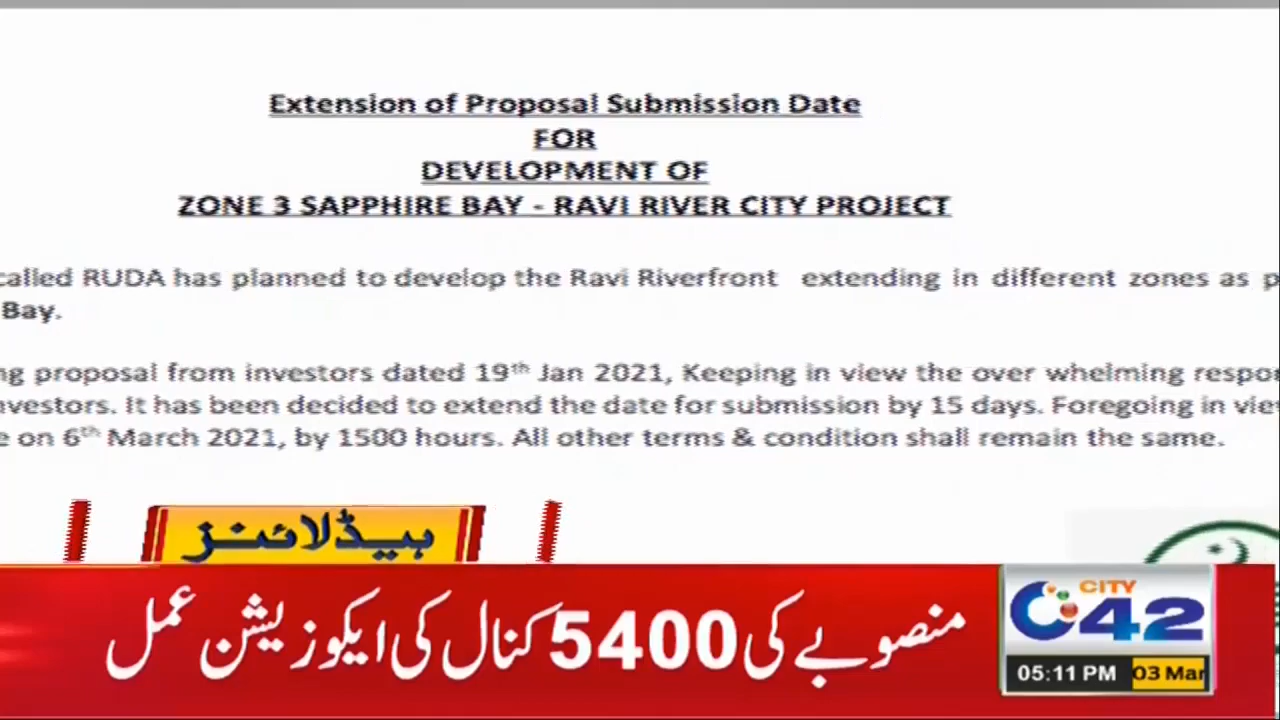 Extension of Proposal Submission Date
FOR
DEVELOPMENT OF
ZONE 3 SAPPHIRE BAY - RAVI RIVER CITY PROJECT
called RUDA has planned to develop the Ravi Riverfront extending in different zones as p
Bay.
ng proposal from investors dated 19th Jan 2021, Keeping in view the over whelming respon
nvestors. It has been decided to extend the date for submission by 15 days. Foregoing in view
e on 6th March 2021, by 1500 hours. All other terms & condition shall remain the same.
ہیڈلائنز
منصوبے کی 5400 کنال کی ایکوزیشن عمل
CITY
42
05:11 PM 03 Mar